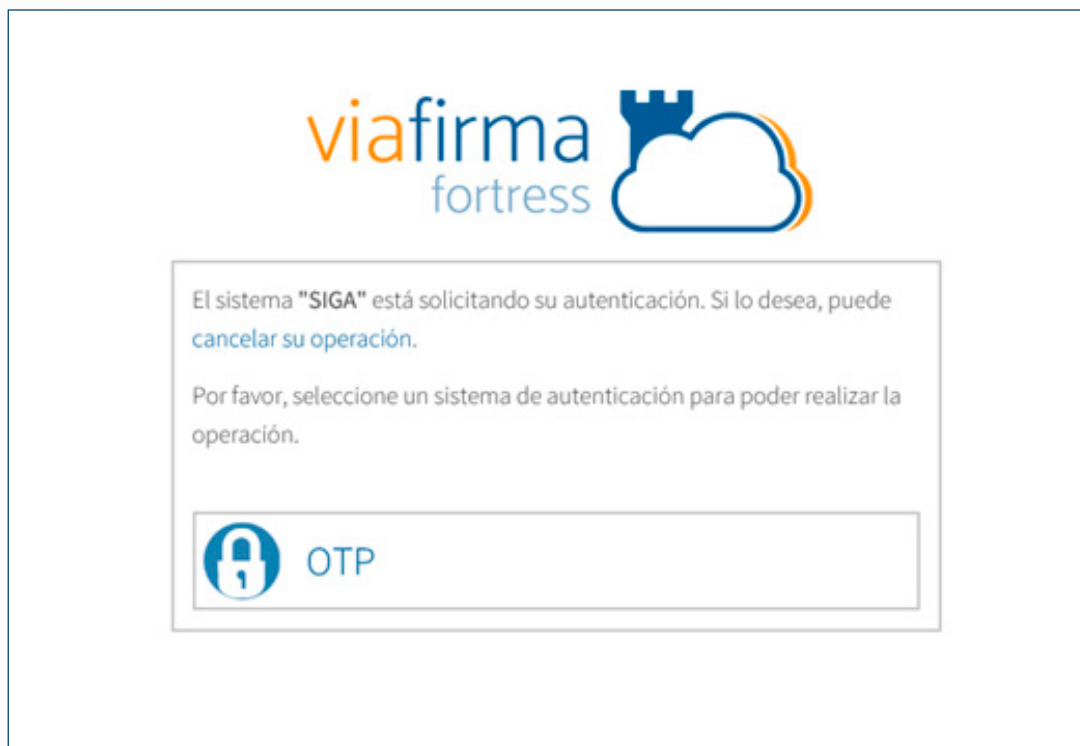 viafirma
fortress
El sistema "SIGA" está solicitando su autenticación. Si lo desea, puede
cancelar su operación.
Por favor, seleccione un sistema de autenticación para poder realizar la
operación.
OTP